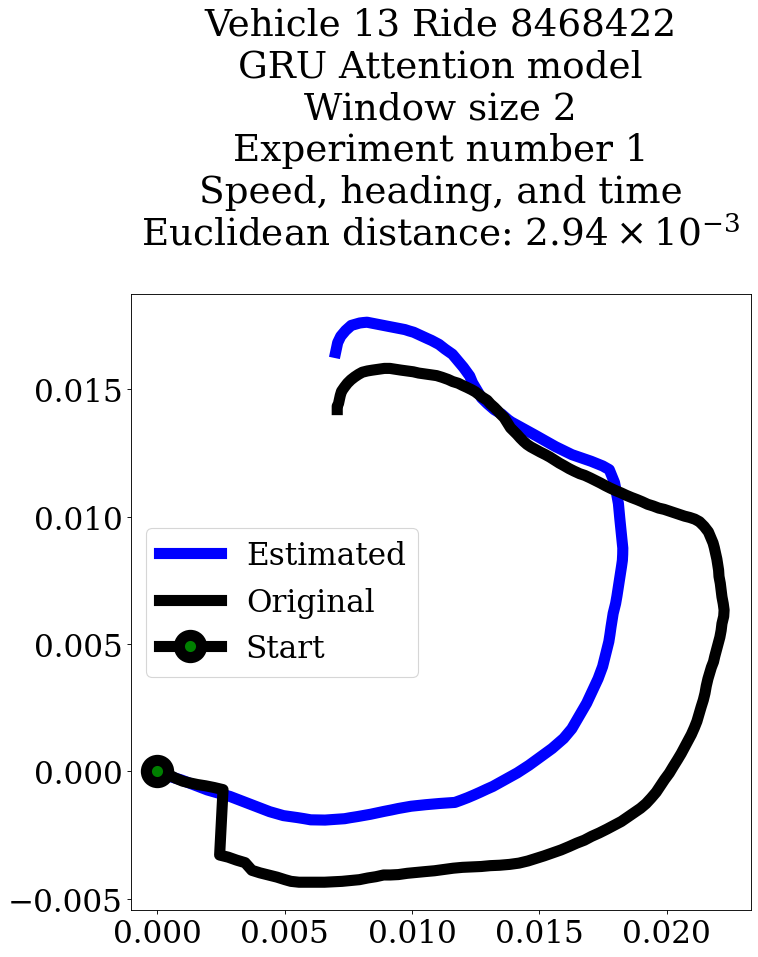 Vehicle 13 Ride 8468422
GRU Attention model
Window size 2
Experiment number 1
Speed, heading, and time
Euclidean distance: 2.94 × 10⁻³
0.015
0.010
0.005
0.000
−0.005
Estimated
Original
Start
0.000 0.005 0.010 0.015 0.020